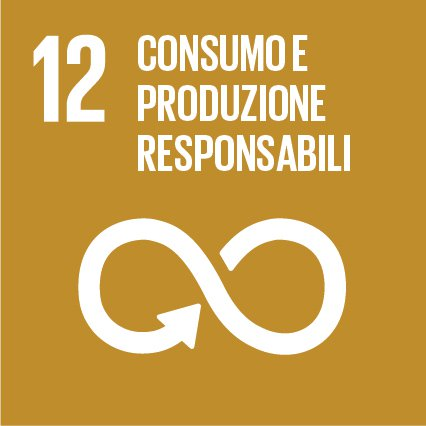 12 CONSUMO E
PRODUZIONE
RESPONSABILI